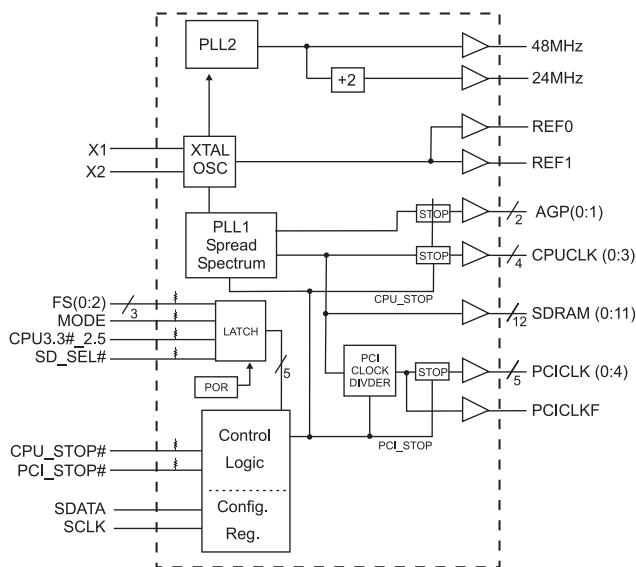 PLL2
48MHz
+2
24MHz
REF0
X1
X2
XTAL
OSC
REF1
STOP
2
AGP(0:1)
PLL1
Spread
Spectrum
STOP
4
CPUCLK (0:3)
CPU_STOP
FS(0:2)
3
MODE
CPU3.3#_2.5
SD_SEL#
LATCH
12
SDRAM (0:11)
5
POR
PCI
CLOCK
DIVDER
STOP
5
PCICLK (0:4)
PCICLKF
CPU_STOP#
PCI_STOP#
Control
Logic
PCI_STOP
SDATA
SCLK
Config.
Reg.